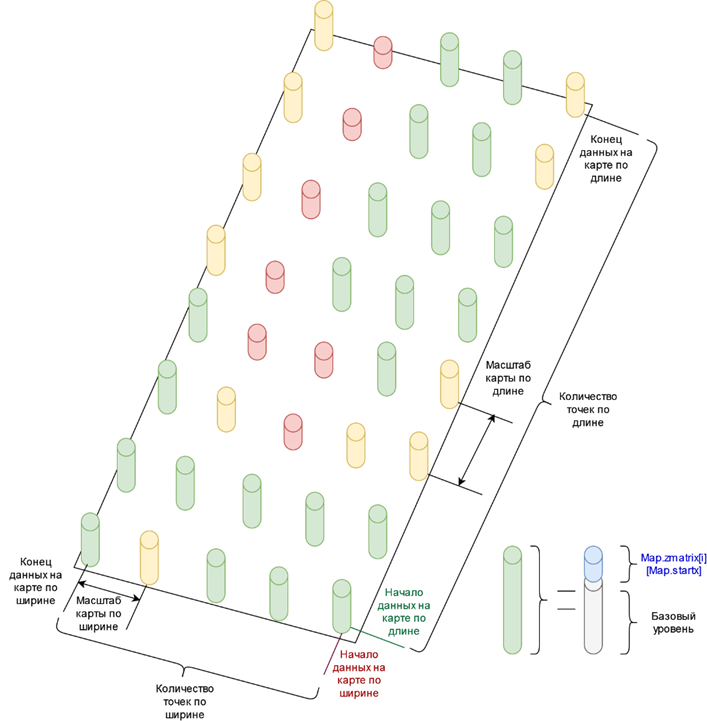 Конец
данных на
карте по
длине
Масштаб
карты по
длине
Количество
точек по
длине
Map.zmatrix[i]
[Map.startx]
Базовый
уровень
Конец
данных на
карте по
ширине
Масштаб
карты по
ширине
Начало
данных на
карте по
длине
Начало
данных на
карте по
ширине
Количество
точек по
ширине